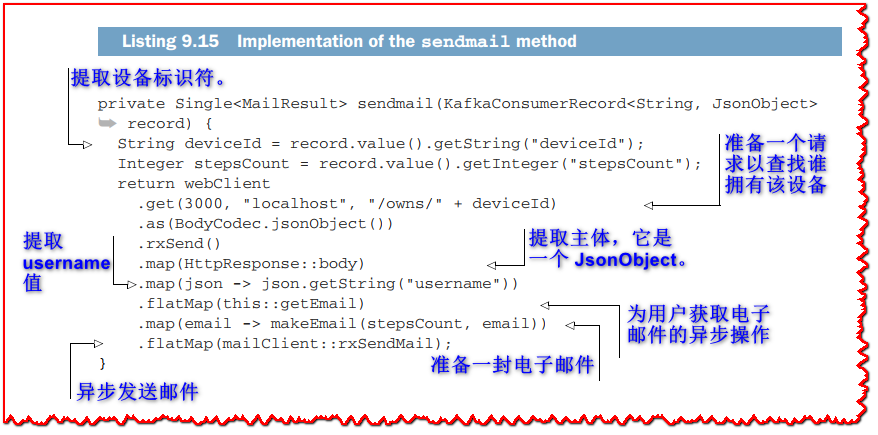 Listing 9.15 Implementation of the sendmail method
提取设备标识符。
private Single<MailResult> sendmail(KafkaConsumerRecord<String, JsonObject>
➥ record) {
String deviceId = record.value().getString("deviceId");
Integer stepsCount = record.value().getInteger("stepsCount");
return webClient
.get(3000, "localhost", "/owns/" + deviceId)
.as(BodyCodec.jsonObject())
.rxSend()
.map(HttpResponse::body)
.map(json -> json.getString("username"))
.flatMap(this::getEmail)
.map(email -> makeEmail(stepsCount, email))
.flatMap(mailClient::rxSendMail);
}
准备一个请
求以查找谁
拥有该设备
提取
username
值
提取主体，它是
一个 JsonObject。
为用户获取电子
邮件的异步操作
准备一封电子邮件
异步发送邮件